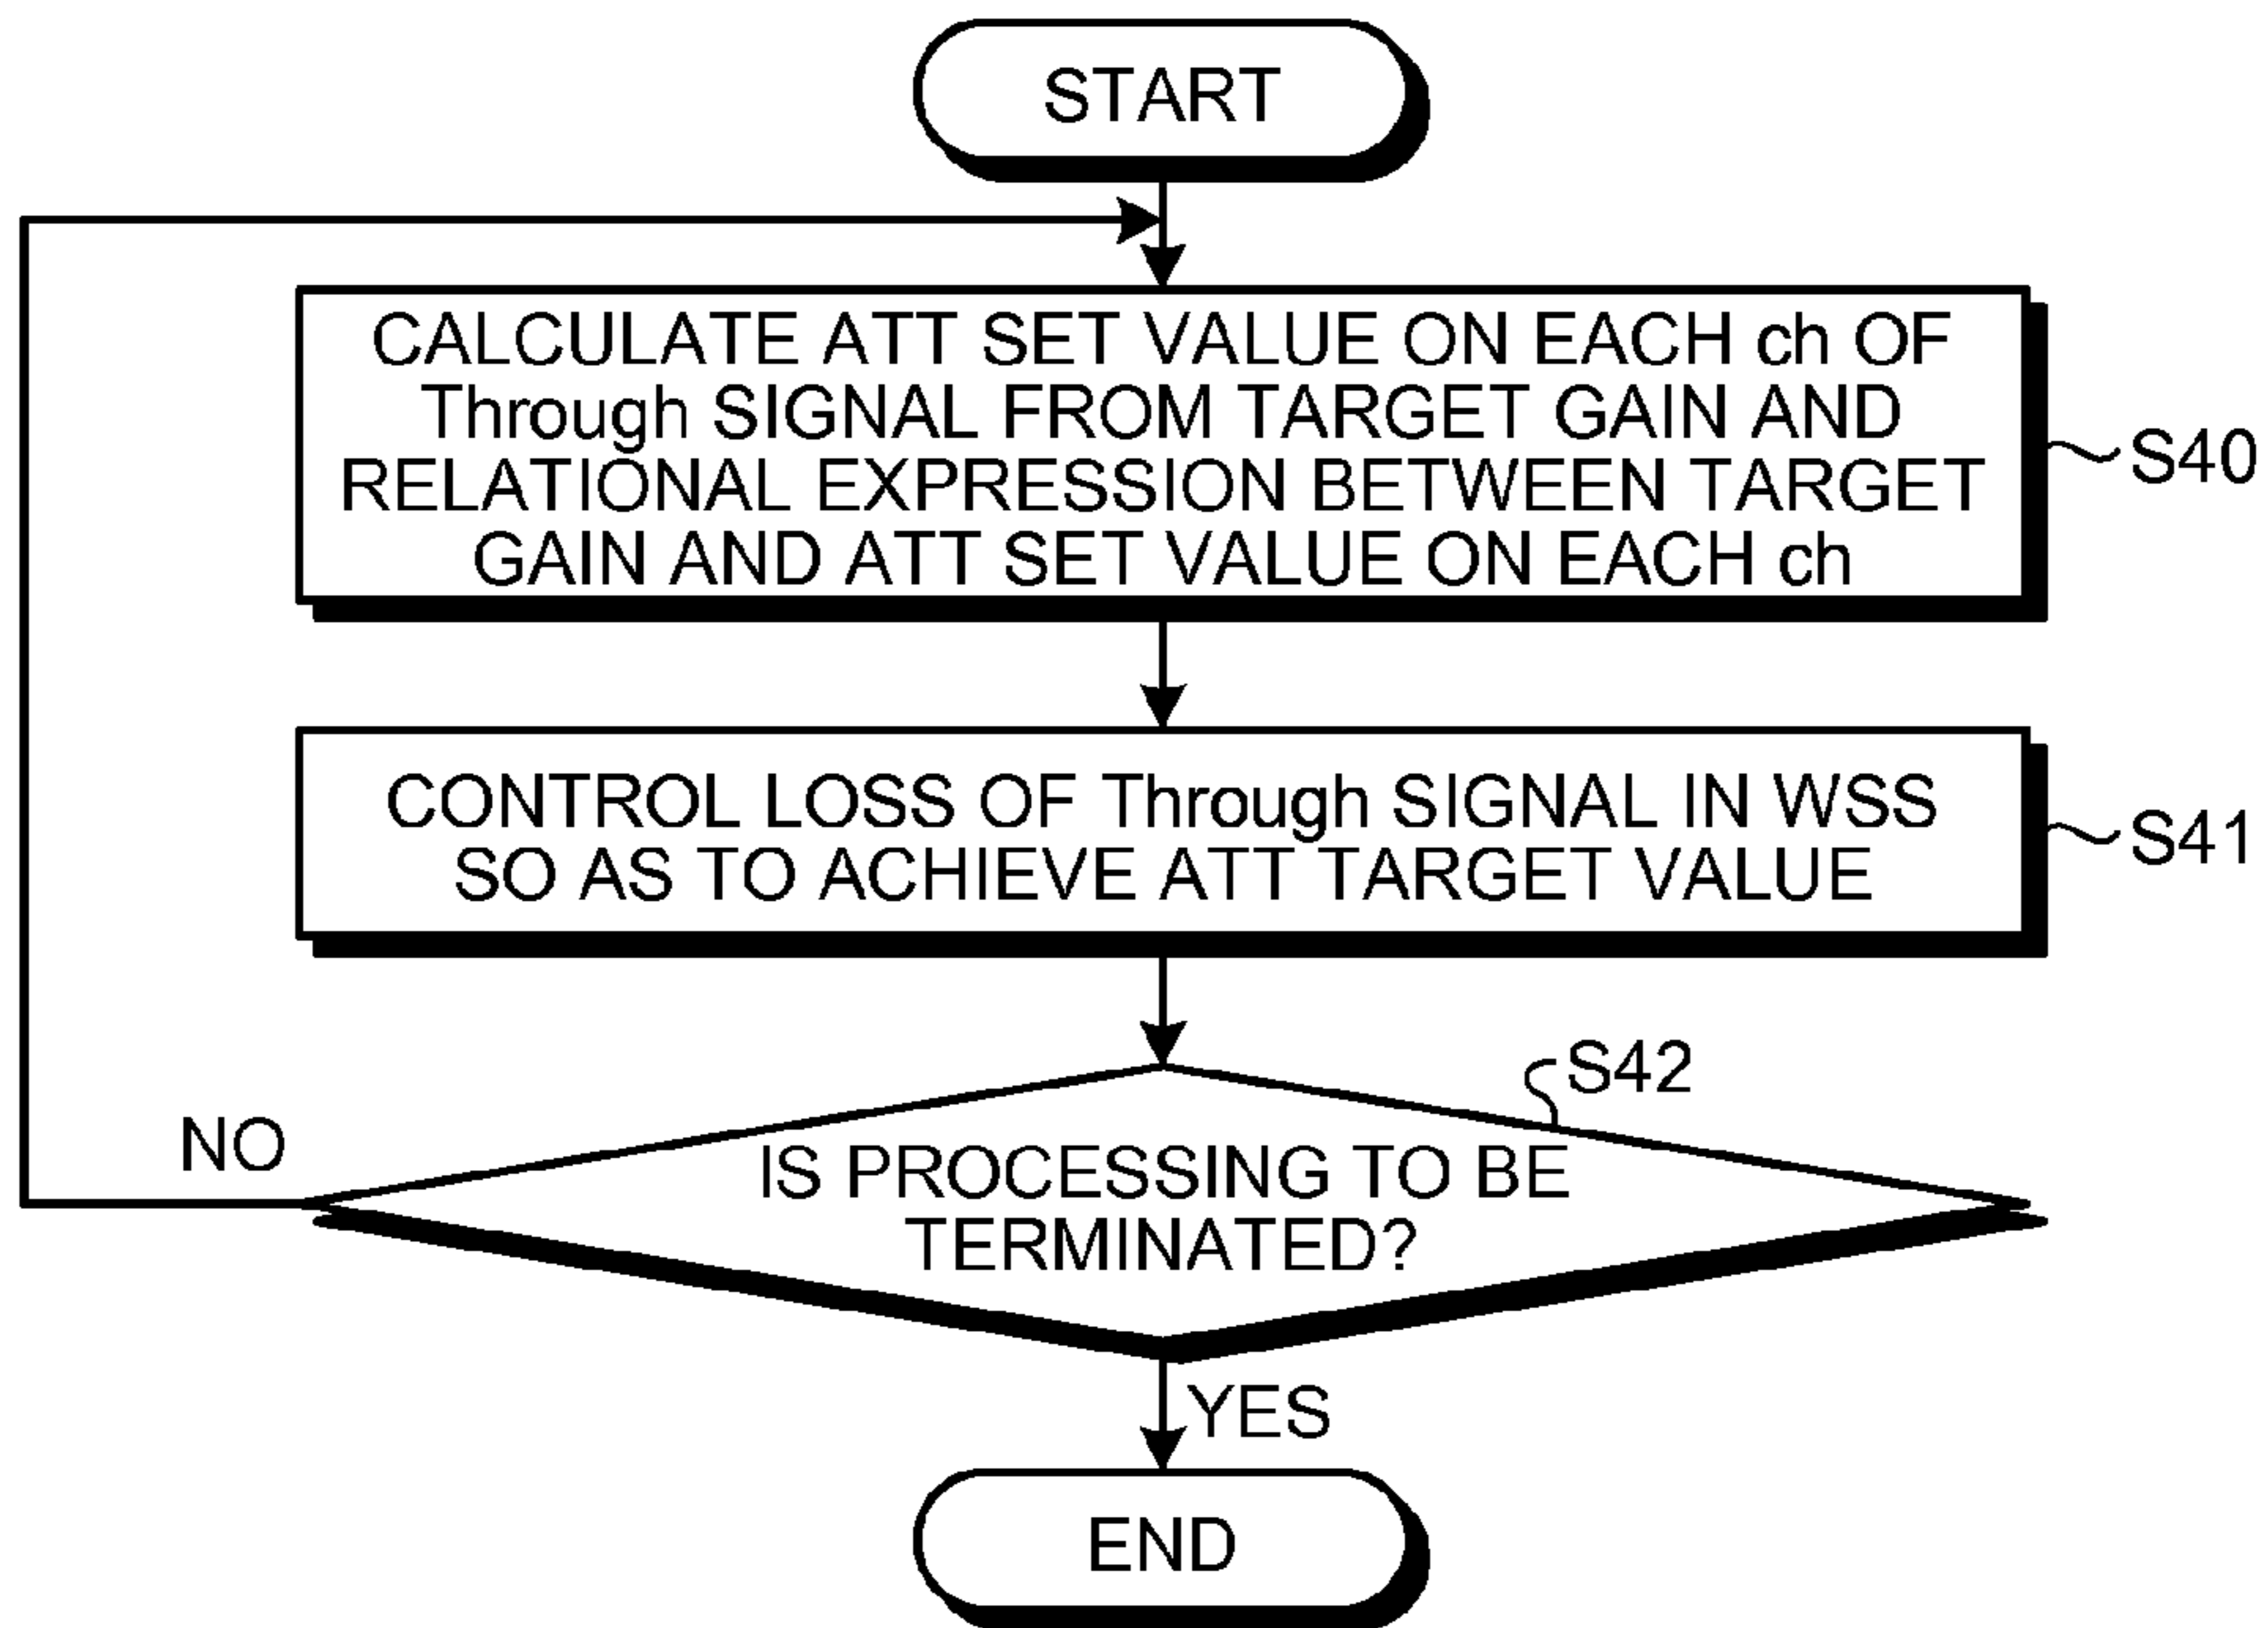 START
CALCULATE ATT SET VALUE ON EACH ch OF
Through SIGNAL FROM TARGET GAIN AND
RELATIONAL EXPRESSION BETWEEN TARGET
GAIN AND ATT SET VALUE ON EACH ch
S40
CONTROL LOSS OF Through SIGNAL IN WSS
SO AS TO ACHIEVE ATT TARGET VALUE
S41
S42
NO
IS PROCESSING TO BE
TERMINATED?
YES
END